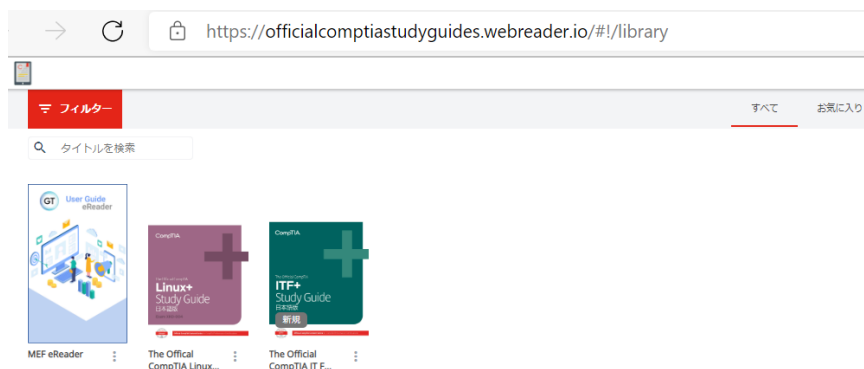 https://officialcomptiastudyguides.webreader.io/#!/library
フィルター
すべて
お気に入り
タイトルを検索
GT
User Guide
eReader
CompTIA
Linux+
Study Guide
日本語版
CompTIA
The Official CompTIA
ITF+
Study Guide
日本語版
新規
MEF eReader
The Offical
CompTIA Linux...
The Official
CompTIA IT F...